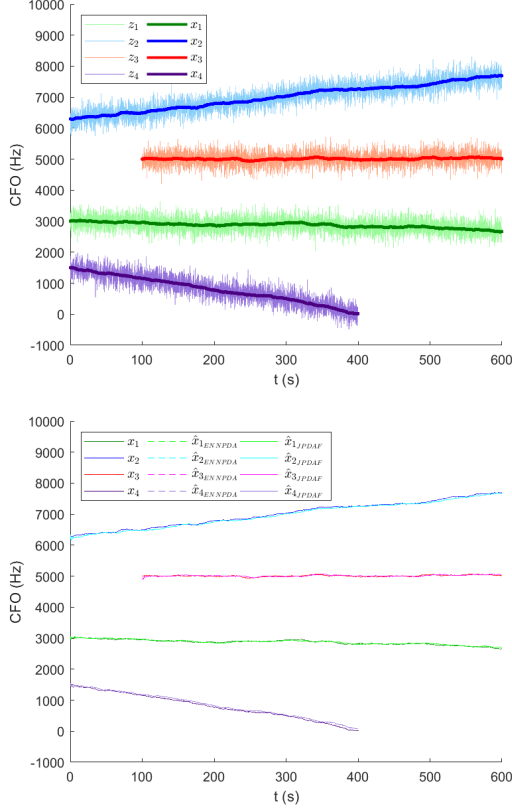 10000
9000
8000
7000
6000
5000
4000
3000
2000
1000
0
-1000
CFO (Hz)
z₁ x₁
z₂ x₂
z₃ x₃
z₄ x₄
0 100 200 300 400 500 600
t (s)
10000
9000
8000
7000
6000
5000
4000
3000
2000
1000
0
-1000
CFO (Hz)
x₁ x̂₁ENNPDA x̂₁JPDAF
x₂ x̂₂ENNPDA x̂₂JPDAF
x₃ x̂₃ENNPDA x̂₃JPDAF
x₄ x̂₄ENNPDA x̂₄JPDAF
0 100 200 300 400 500 600
t (s)